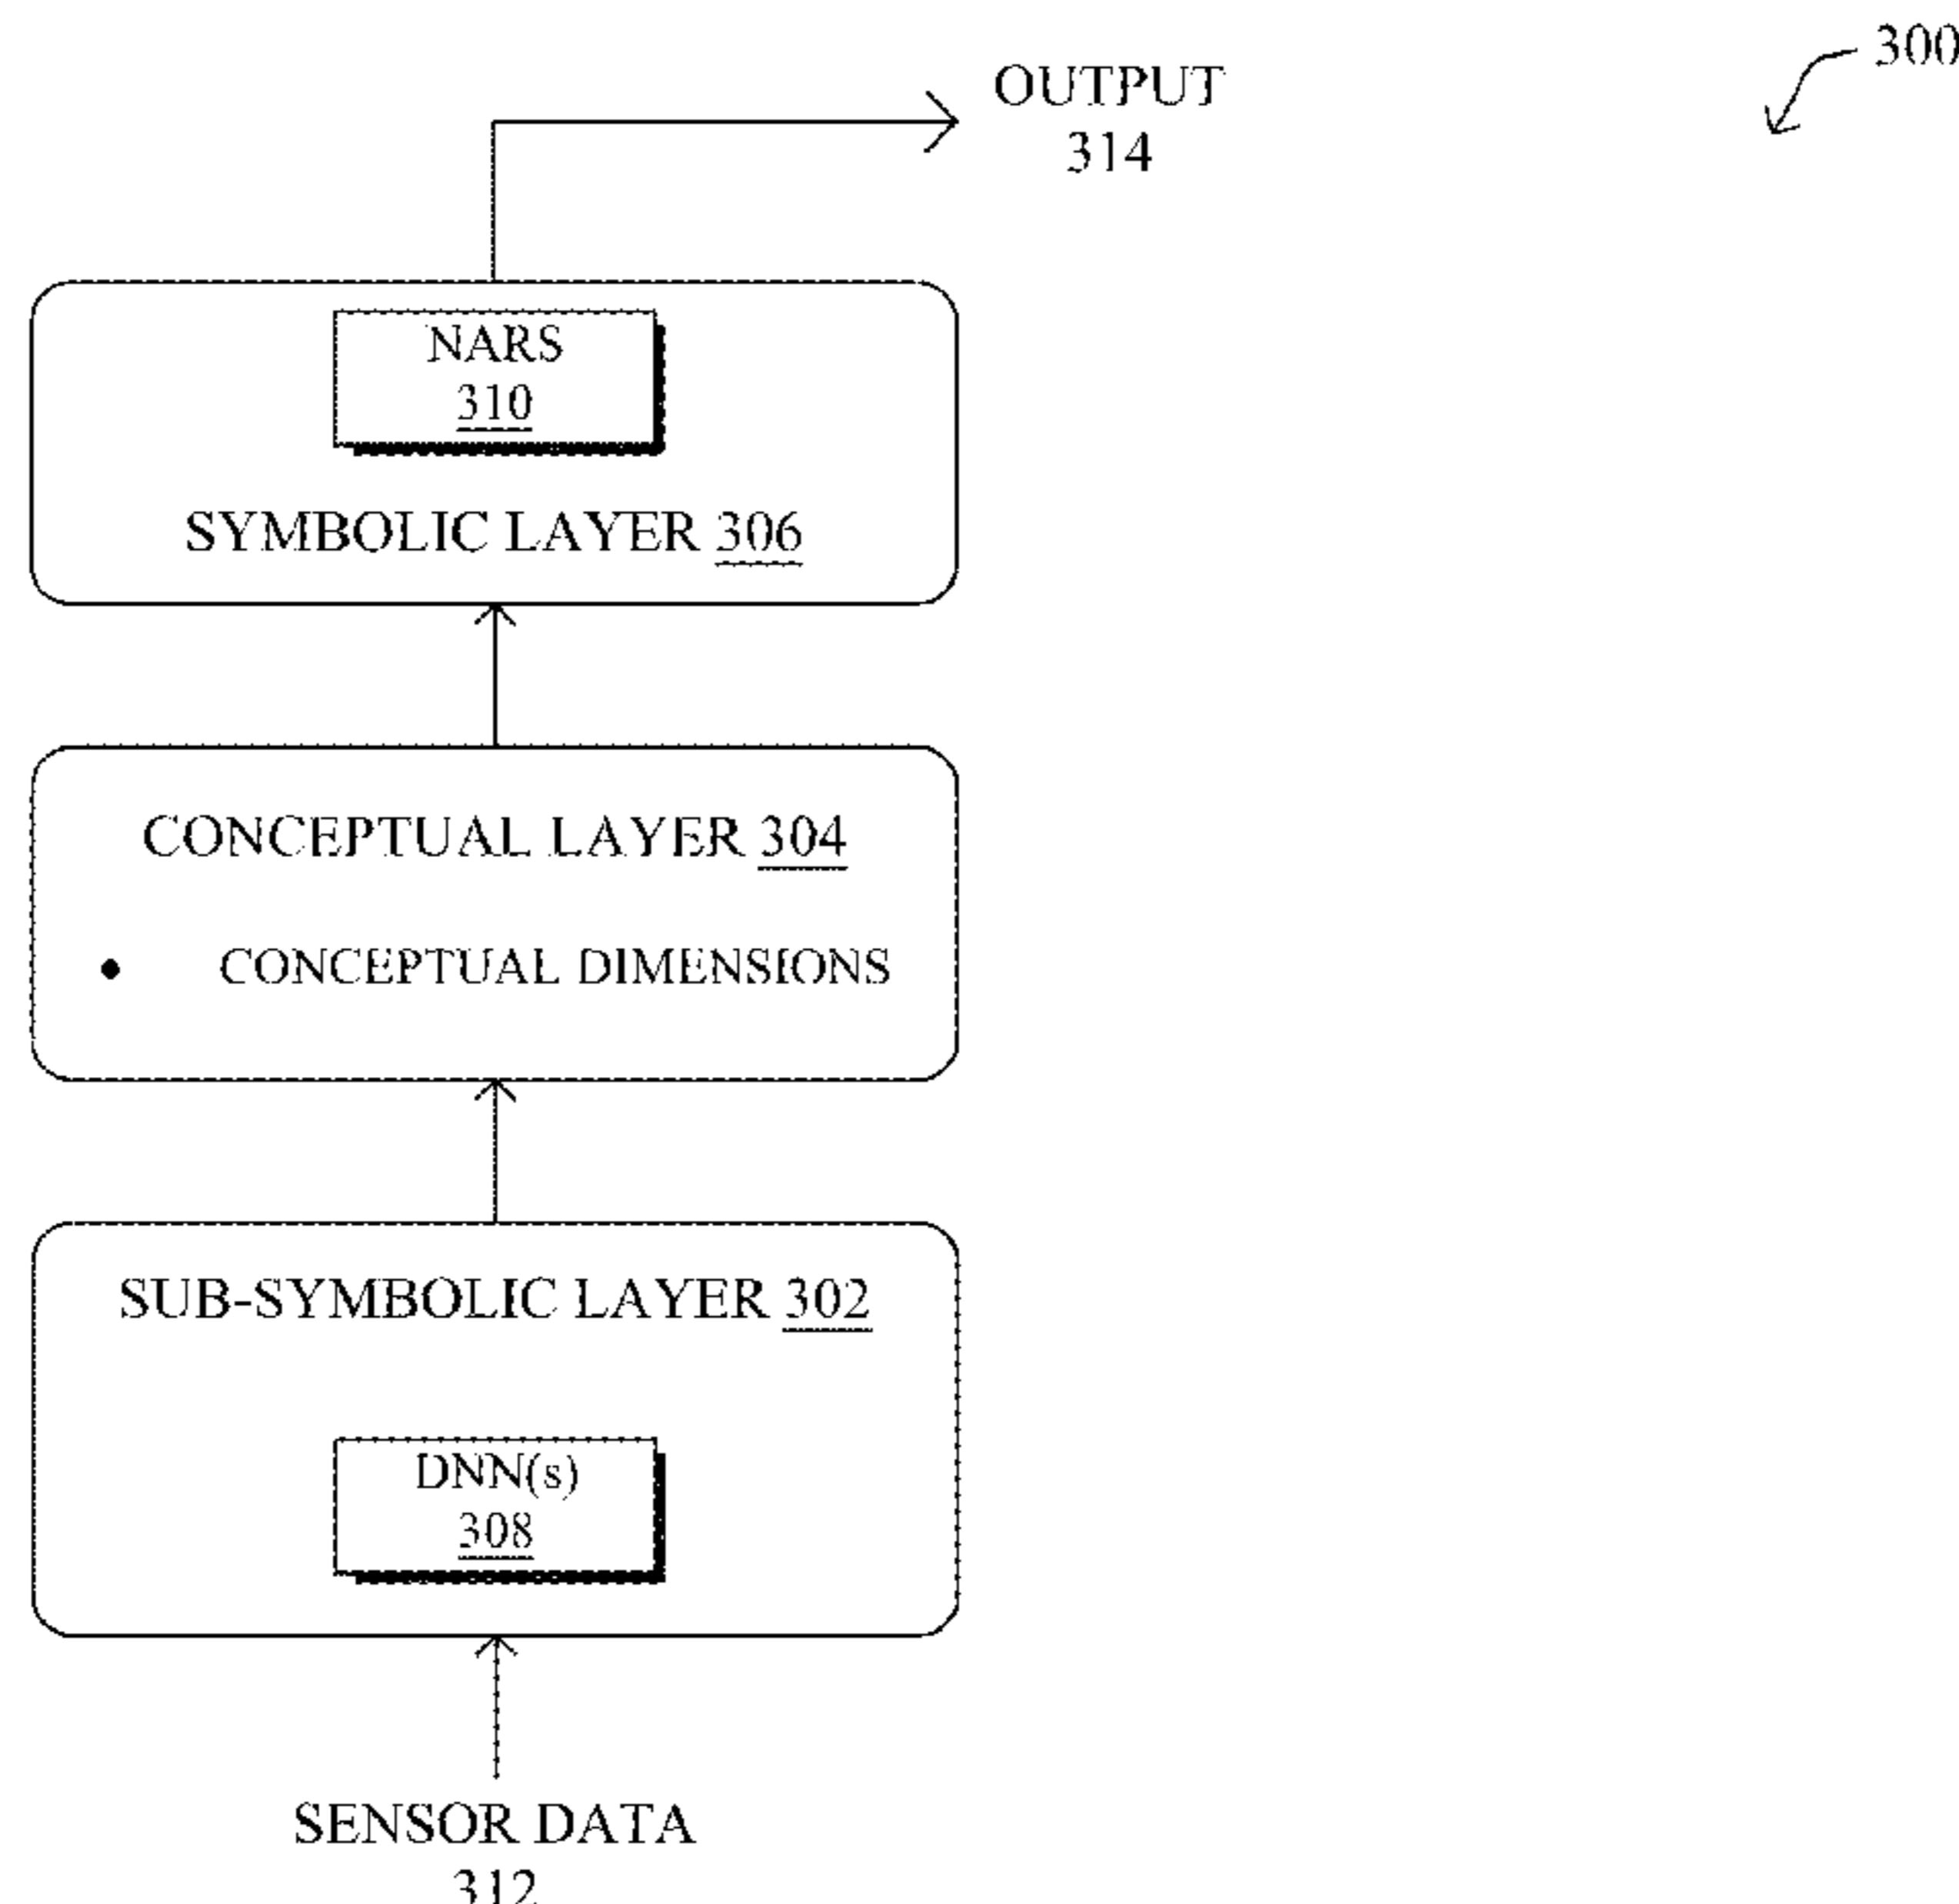 300
OUTPUT
314
NARS
310
SYMBOLIC LAYER 306
CONCEPTUAL LAYER 304
• CONCEPTUAL DIMENSIONS
SUB-SYMBOLIC LAYER 302
DNN(s)
308
SENSOR DATA
312